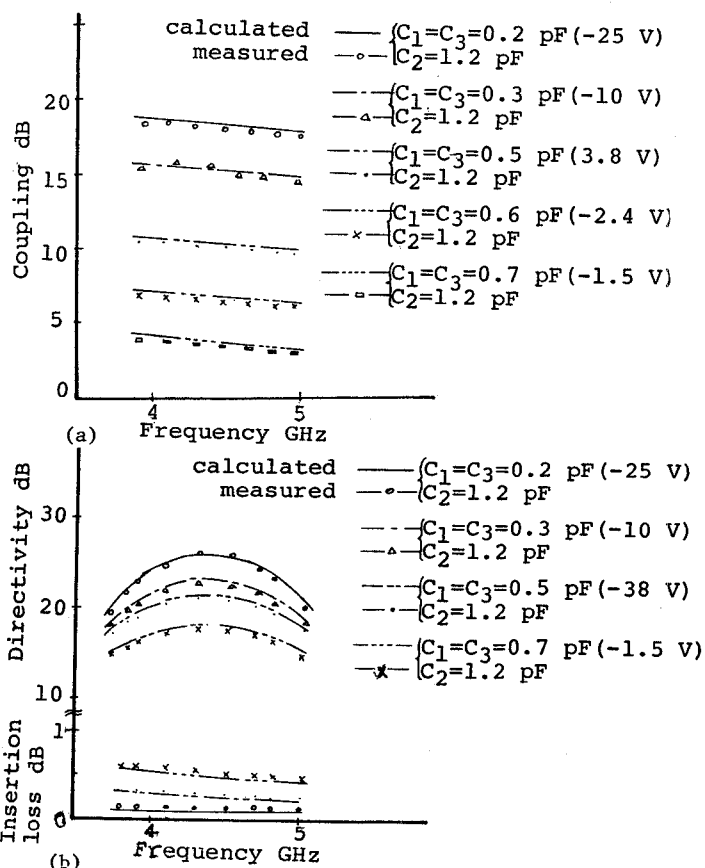 calculated C1=C3=0.2 pF(-25 V)
measured C2=1.2 pF
C1=C3=0.3 pF(-10 V)
C2=1.2 pF
C1=C3=0.5 pF(3.8 V)
C2=1.2 pF
C1=C3=0.6 pF(-2.4 V)
C2=1.2 pF
C1=C3=0.7 pF(-1.5 V)
C2=1.2 pF
Coupling dB
20
15
10
5
0
4 5
(a) Frequency GHz
calculated C1=C3=0.2 pF(-25 V)
measured C2=1.2 pF
C1=C3=0.3 pF(-10 V)
C2=1.2 pF
C1=C3=0.5 pF(-38 V)
C2=1.2 pF
C1=C3=0.7 pF(-1.5 V)
C2=1.2 pF
Directivity dB
30
20
10
Insertion
loss dB
1
0
4 5
(b) Frequency GHz